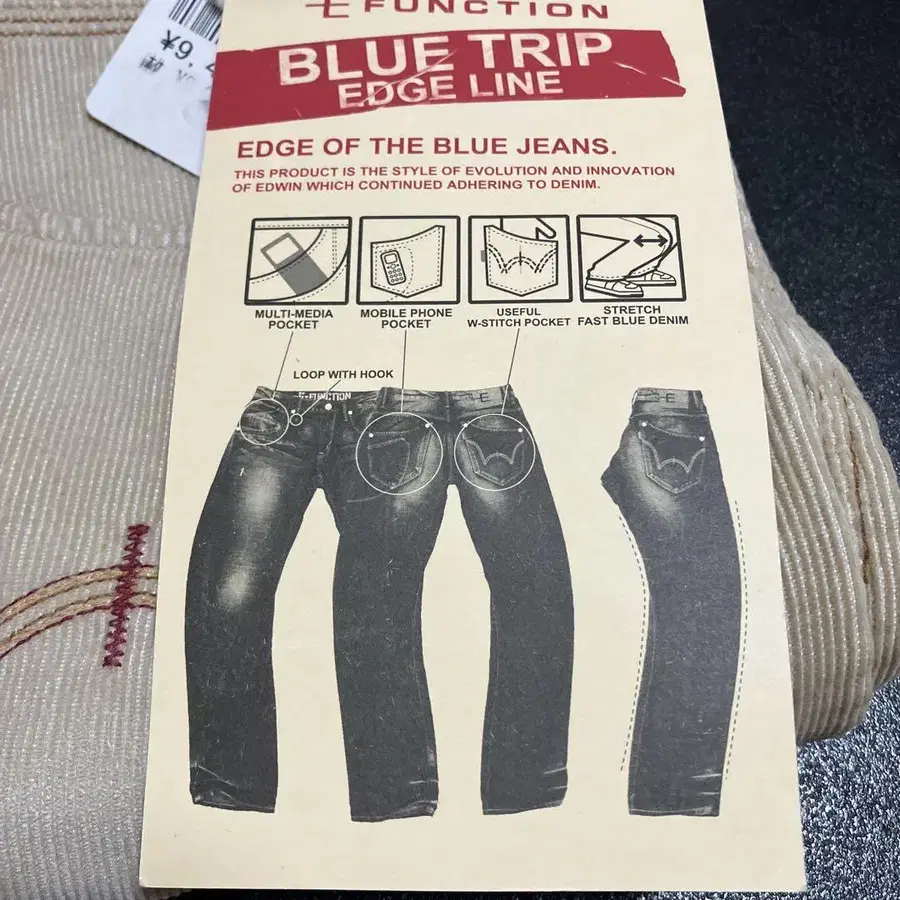 E FUNCTION
BLUE TRIP
EDGE LINE
EDGE OF THE BLUE JEANS.
THIS PRODUCT IS THE STYLE OF EVOLUTION AND INNOVATION
OF EDWIN WHICH CONTINUED ADHERING TO DENIM.
MULTI-MEDIA
POCKET
MOBILE PHONE
POCKET
USEFUL
W-STITCH POCKET
STRETCH
FAST BLUE DENIM
LOOP WITH HOOK
E-FUNCTION
¥9,